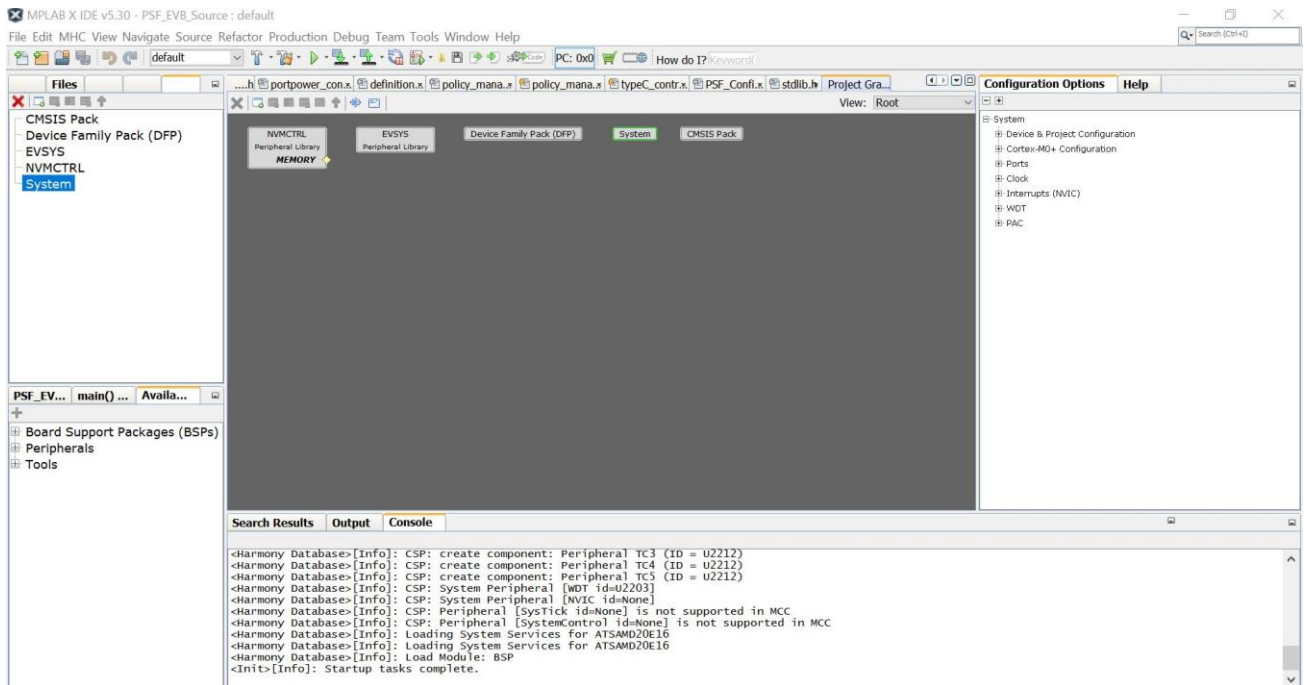 MPLAB X IDE v5.30 - PSF_EVB_Source : default
File Edit MHC View Navigate Source Refactor Production Debug Team Tools Window Help
Search (Ctrl+I)
default
PC: 0x0
How do I?
Keyword(
Files
....h
portpower_con.x
definition.x
policy_mana..x
policy_mana..x
typeC_contr.x
PSF_Confi.x
stdlib.h
Project Gra...
Configuration Options
Help
View: Root
CMSIS Pack
Device Family Pack (DFP)
EVSYS
NVMCTRL
System
NVMCTRL
Peripheral Library
MEMORY
EVSYS
Peripheral Library
Device Family Pack (DFP)
System
CMSIS Pack
System
Device & Project Configuration
Cortex-M0+ Configuration
Ports
Clock
Interrupts (NVIC)
WDT
PAC
PSF_EV...
main() ...
Availa...
Board Support Packages (BSPs)
Peripherals
Tools
Search Results
Output
Console
<Harmony Database>[Info]: CSP: create component: Peripheral TC3 (ID = U2212)
<Harmony Database>[Info]: CSP: create component: Peripheral TC4 (ID = U2212)
<Harmony Database>[Info]: CSP: create component: Peripheral TC5 (ID = U2212)
<Harmony Database>[Info]: CSP: System Peripheral [WDT id=U2203]
<Harmony Database>[Info]: CSP: System Peripheral [NVIC id=None]
<Harmony Database>[Info]: CSP: Peripheral [SysTick id=None] is not supported in MCC
<Harmony Database>[Info]: CSP: Peripheral [SystemControl id=None] is not supported in MCC
<Harmony Database>[Info]: Loading System Services for ATSAMD20E16
<Harmony Database>[Info]: Loading System Services for ATSAMD20E16
<Harmony Database>[Info]: Load Module: BSP
<Init>[Info]: Startup tasks complete.